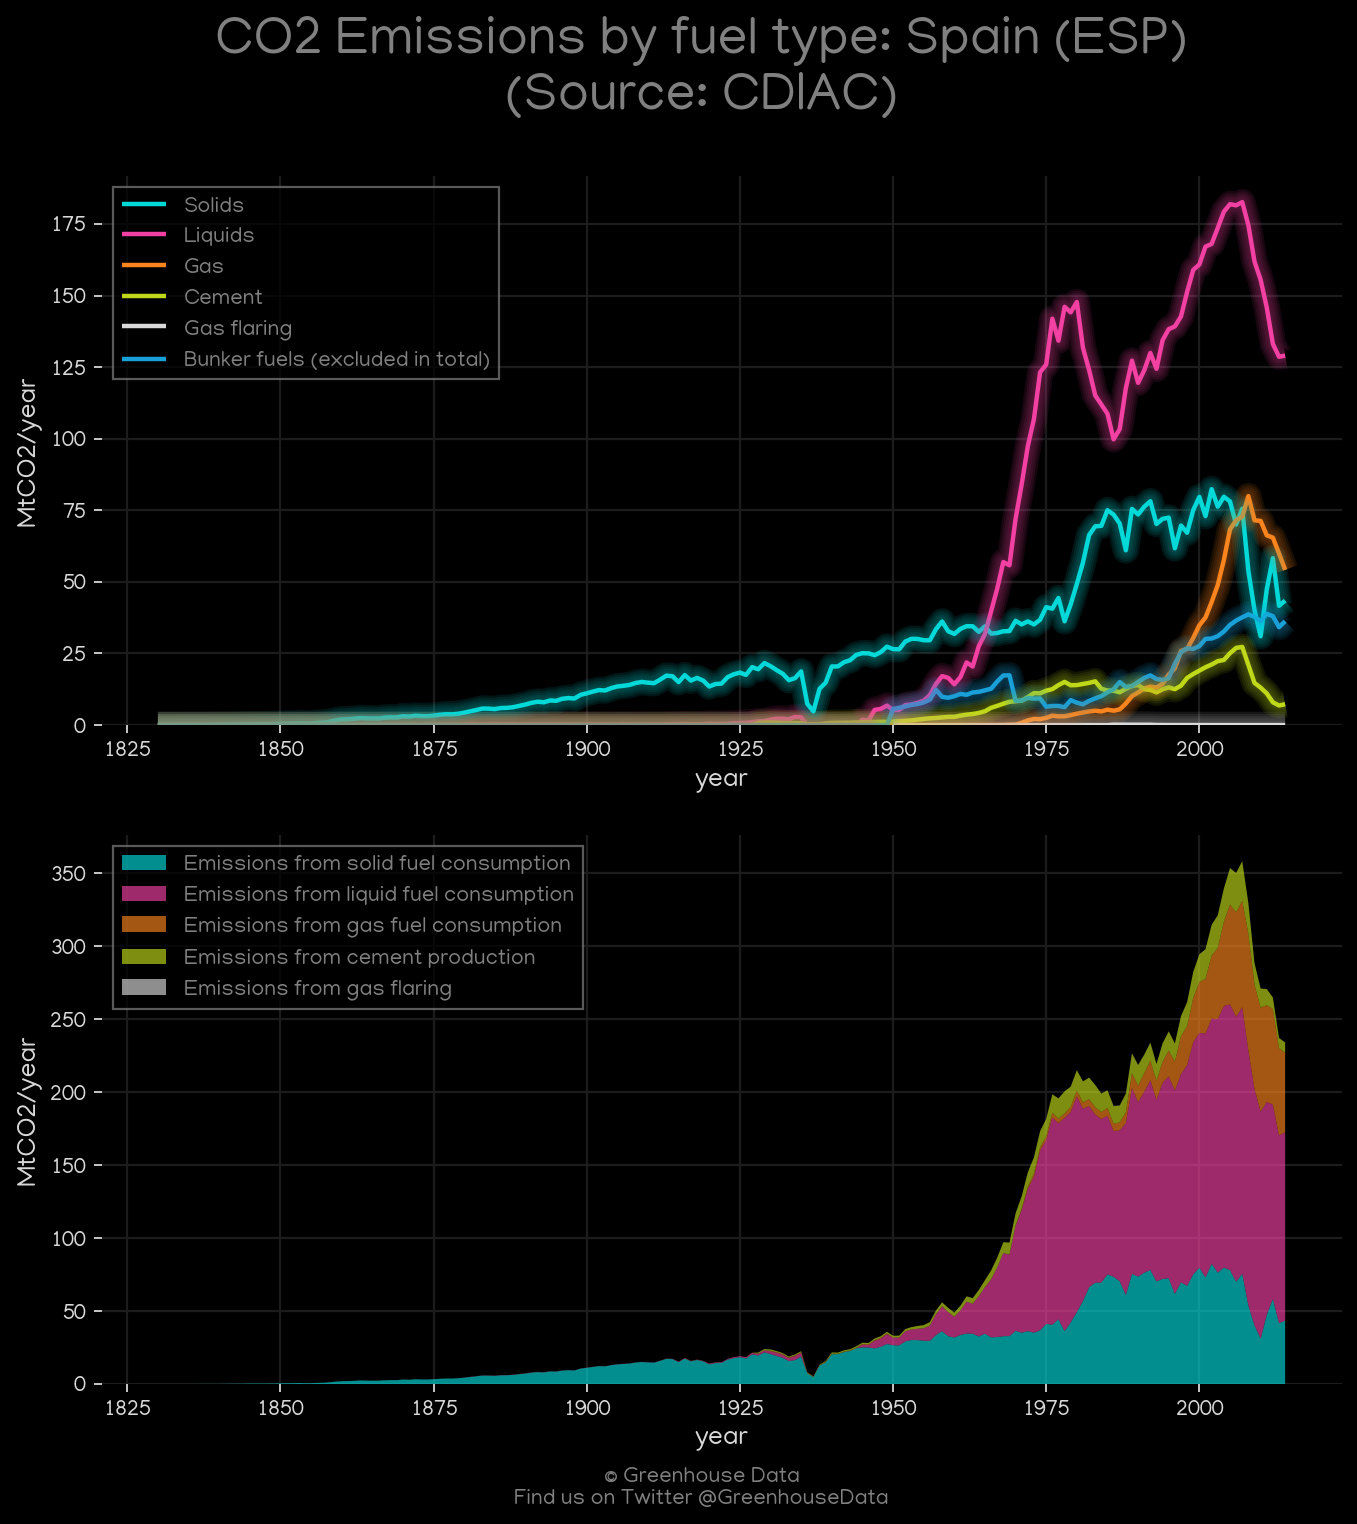 CO2 Emissions by fuel type: Spain (ESP)
(Source: CDIAC)
Solids
Liquids
Gas
Cement
Gas flaring
Bunker fuels (excluded in total)
175
150
125
100
75
50
25
0
MtCO2/year
1825 1850 1875 1900 1925 1950 1975 2000
year
Emissions from solid fuel consumption
Emissions from liquid fuel consumption
Emissions from gas fuel consumption
Emissions from cement production
Emissions from gas flaring
350
300
250
200
150
100
50
0
MtCO2/year
1825 1850 1875 1900 1925 1950 1975 2000
year
© Greenhouse Data
Find us on Twitter @GreenhouseData